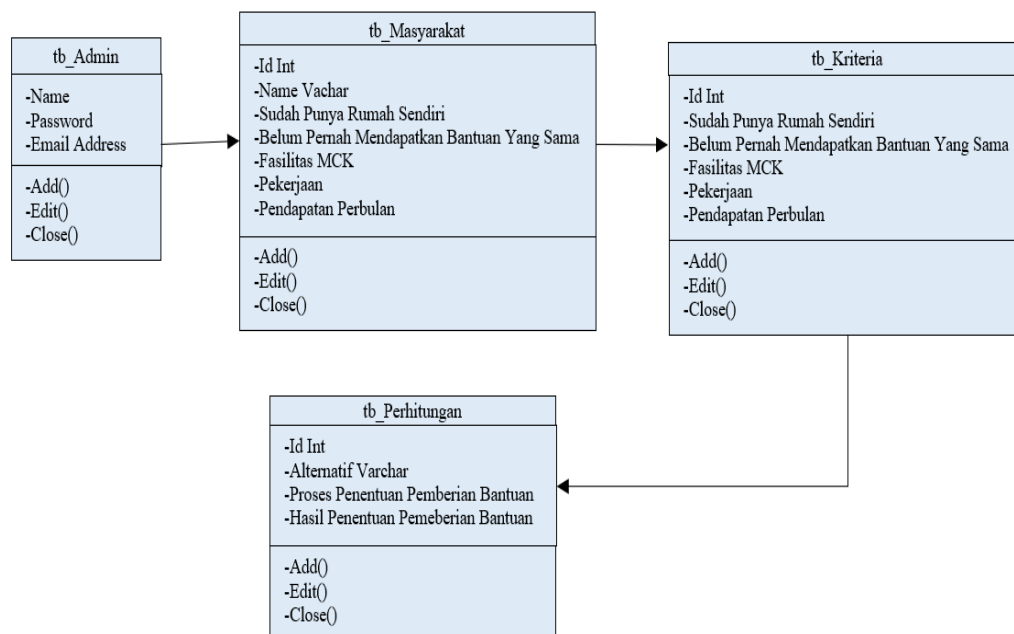 tb_Admin
-Name
-Password
-Email Address
-Add()
-Edit()
-Close()
tb_Masyarakat
-Id Int
-Name Vachar
-Sudah Punya Rumah Sendiri
-Belum Pernah Mendapatkan Bantuan Yang Sama
-Fasilitas MCK
-Pekerjaan
-Pendapatan Perbulan
-Add()
-Edit()
-Close()
tb_Kriteria
-Id Int
-Sudah Punya Rumah Sendiri
-Belum Pernah Mendapatkan Bantuan Yang Sama
-Fasilitas MCK
-Pekerjaan
-Pendapatan Perbulan
-Add()
-Edit()
-Close()
tb_Perhitungan
-Id Int
-Alternatif Varchar
-Proses Penentuan Pemberian Bantuan
-Hasil Penentuan Pemeberian Bantuan
-Add()
-Edit()
-Close()